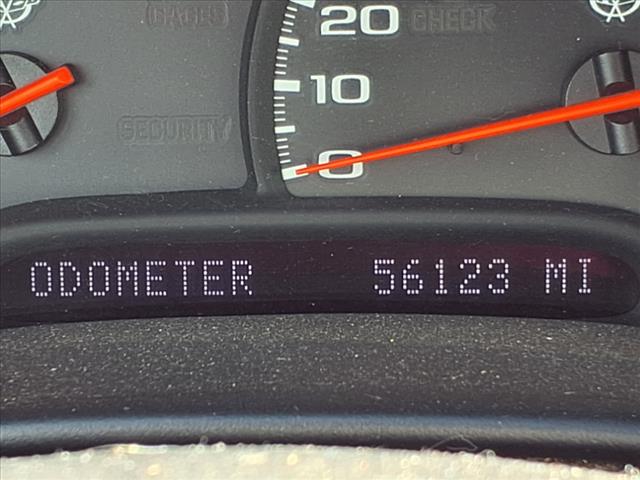 GAGES
20 CHECK
10
SECURITY
0
ODOMETER 56123 MI